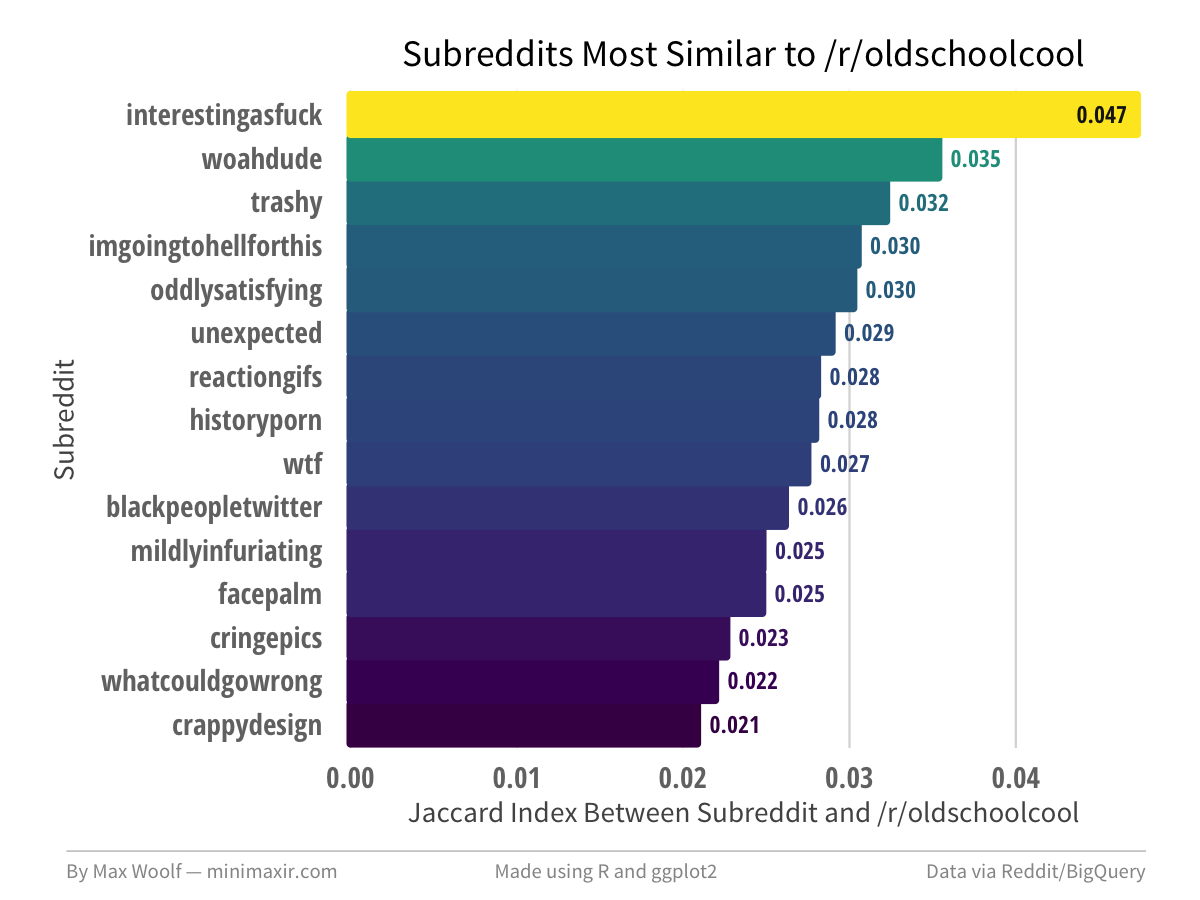 Subreddits Most Similar to /r/oldschoolcool
interestingasfuck 0.047
woahdude 0.035
trashy 0.032
imgoingtohellforthis 0.030
oddlysatisfying 0.030
unexpected 0.029
reactiongifs 0.028
historyporn 0.028
wtf 0.027
blackpeopletwitter 0.026
mildlyinfuriating 0.025
facepalm 0.025
cringepics 0.023
whatcouldgowrong 0.022
crappydesign 0.021
Subreddit
0.00 0.01 0.02 0.03 0.04
Jaccard Index Between Subreddit and /r/oldschoolcool
By Max Woolf — minimaxir.com Made using R and ggplot2 Data via Reddit/BigQuery